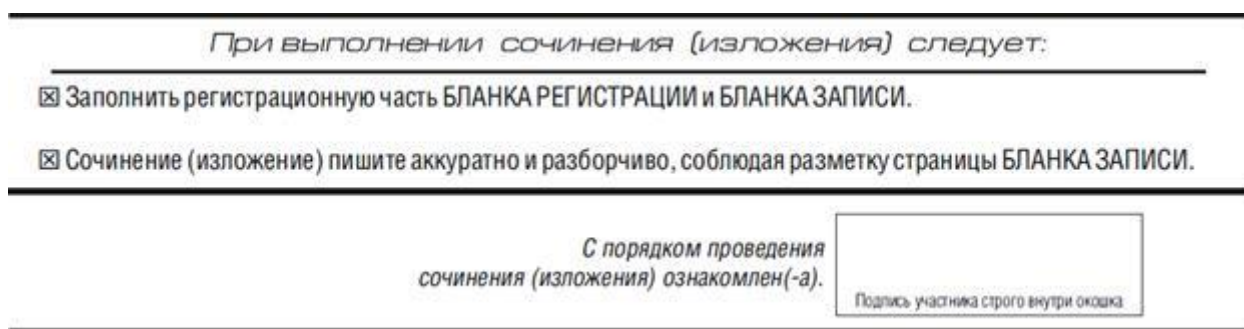 При выполнении сочинения (изложения) следует:
☒ Заполнить регистрационную часть БЛАНКА РЕГИСТРАЦИИ и БЛАНКА ЗАПИСИ.
☒ Сочинение (изложение) пишите аккуратно и разборчиво, соблюдая разметку страницы БЛАНКА ЗАПИСИ.
С порядком проведения
сочинения (изложения) ознакомлен(-а).
Подпись участника строго внутри окошка